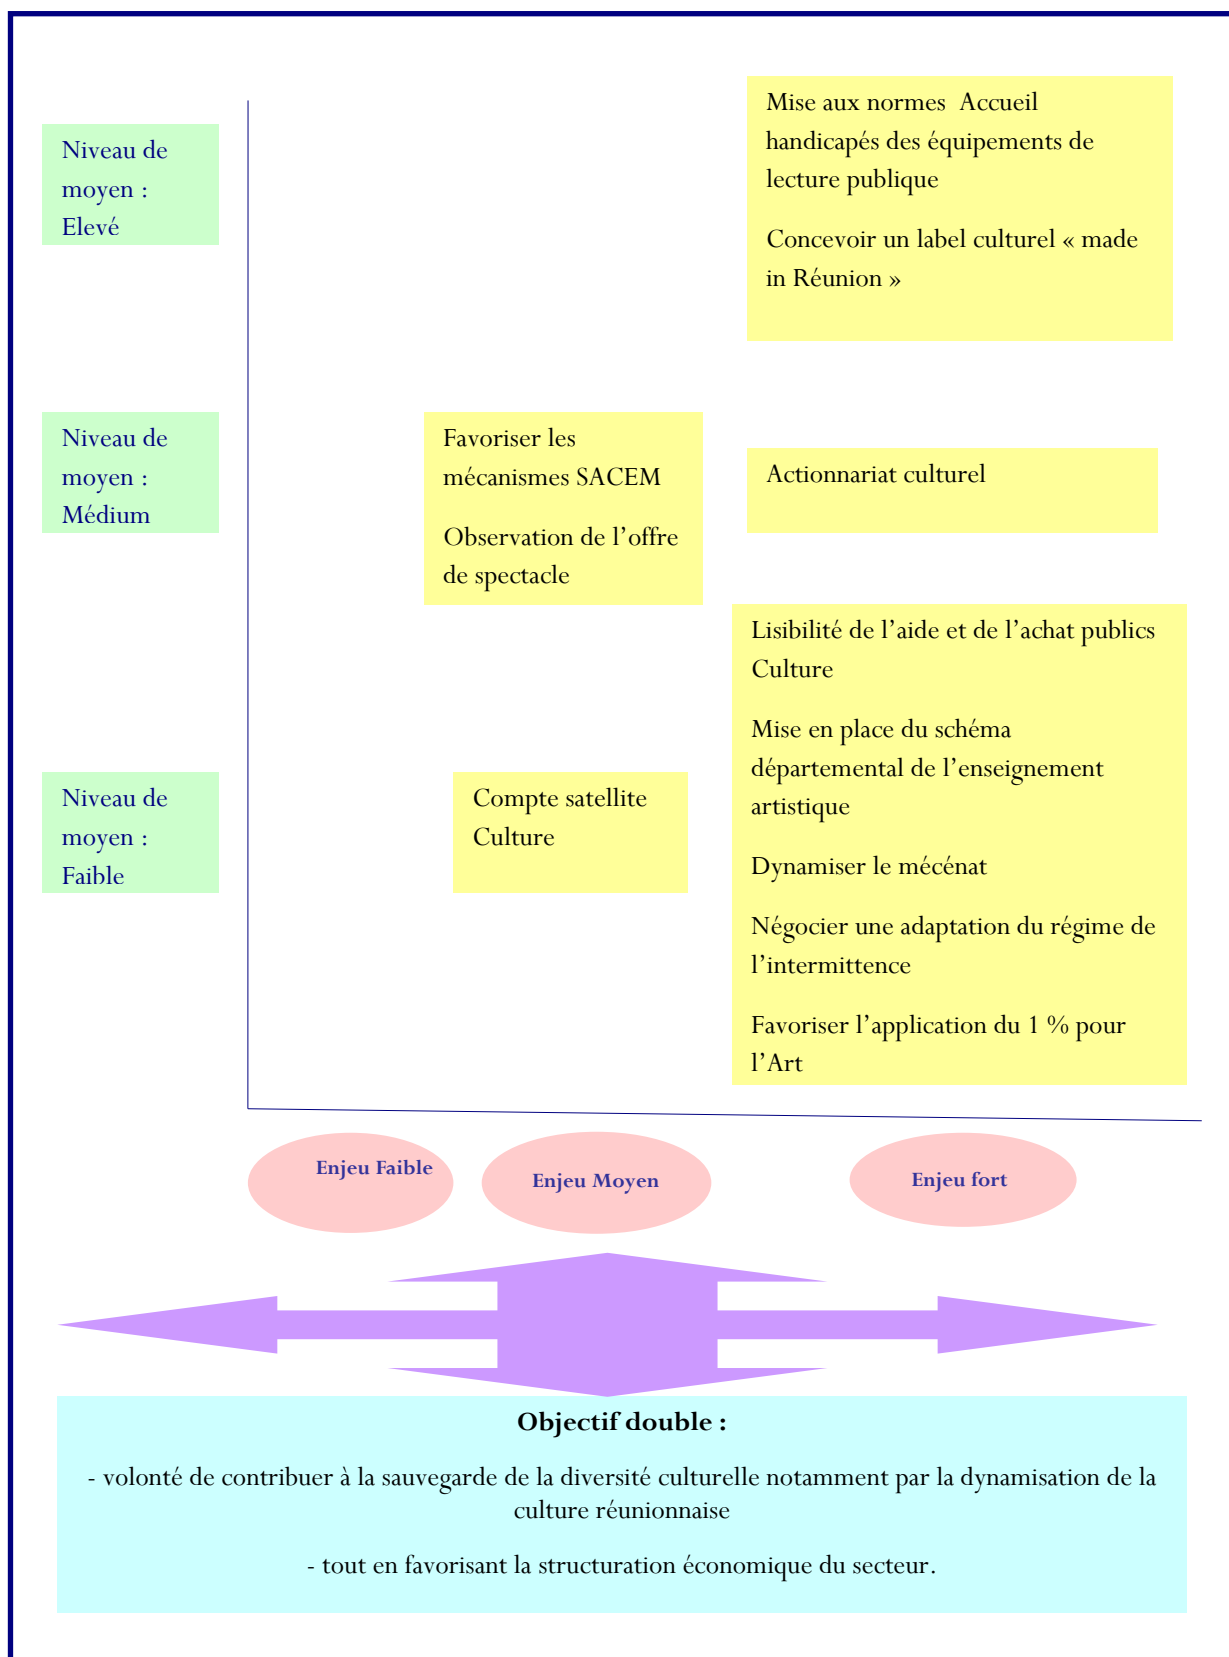 Mise aux normes  Accueil
handicapés des équipements de
lecture publique
Concevoir un label culturel « made
in Réunion »
Niveau de
moyen :
Elevé
Niveau de
moyen :
Médium
Favoriser les
mécanismes SACEM
Observation de l’offre
de spectacle
Actionnariat culturel
Lisibilité de l’aide et de l’achat publics
Culture
Mise en place du schéma
départemental de l’enseignement
artistique
Dynamiser le mécénat
Négocier une adaptation du régime de
l’intermittence
Favoriser l’application du 1 % pour
l’Art
Niveau de
moyen :
Faible
Compte satellite
Culture
Enjeu Faible
Enjeu Moyen
Enjeu fort
Objectif double :
- volonté de contribuer à la sauvegarde de la diversité culturelle notamment par la dynamisation de la
culture réunionnaise
- tout en favorisant la structuration économique du secteur.